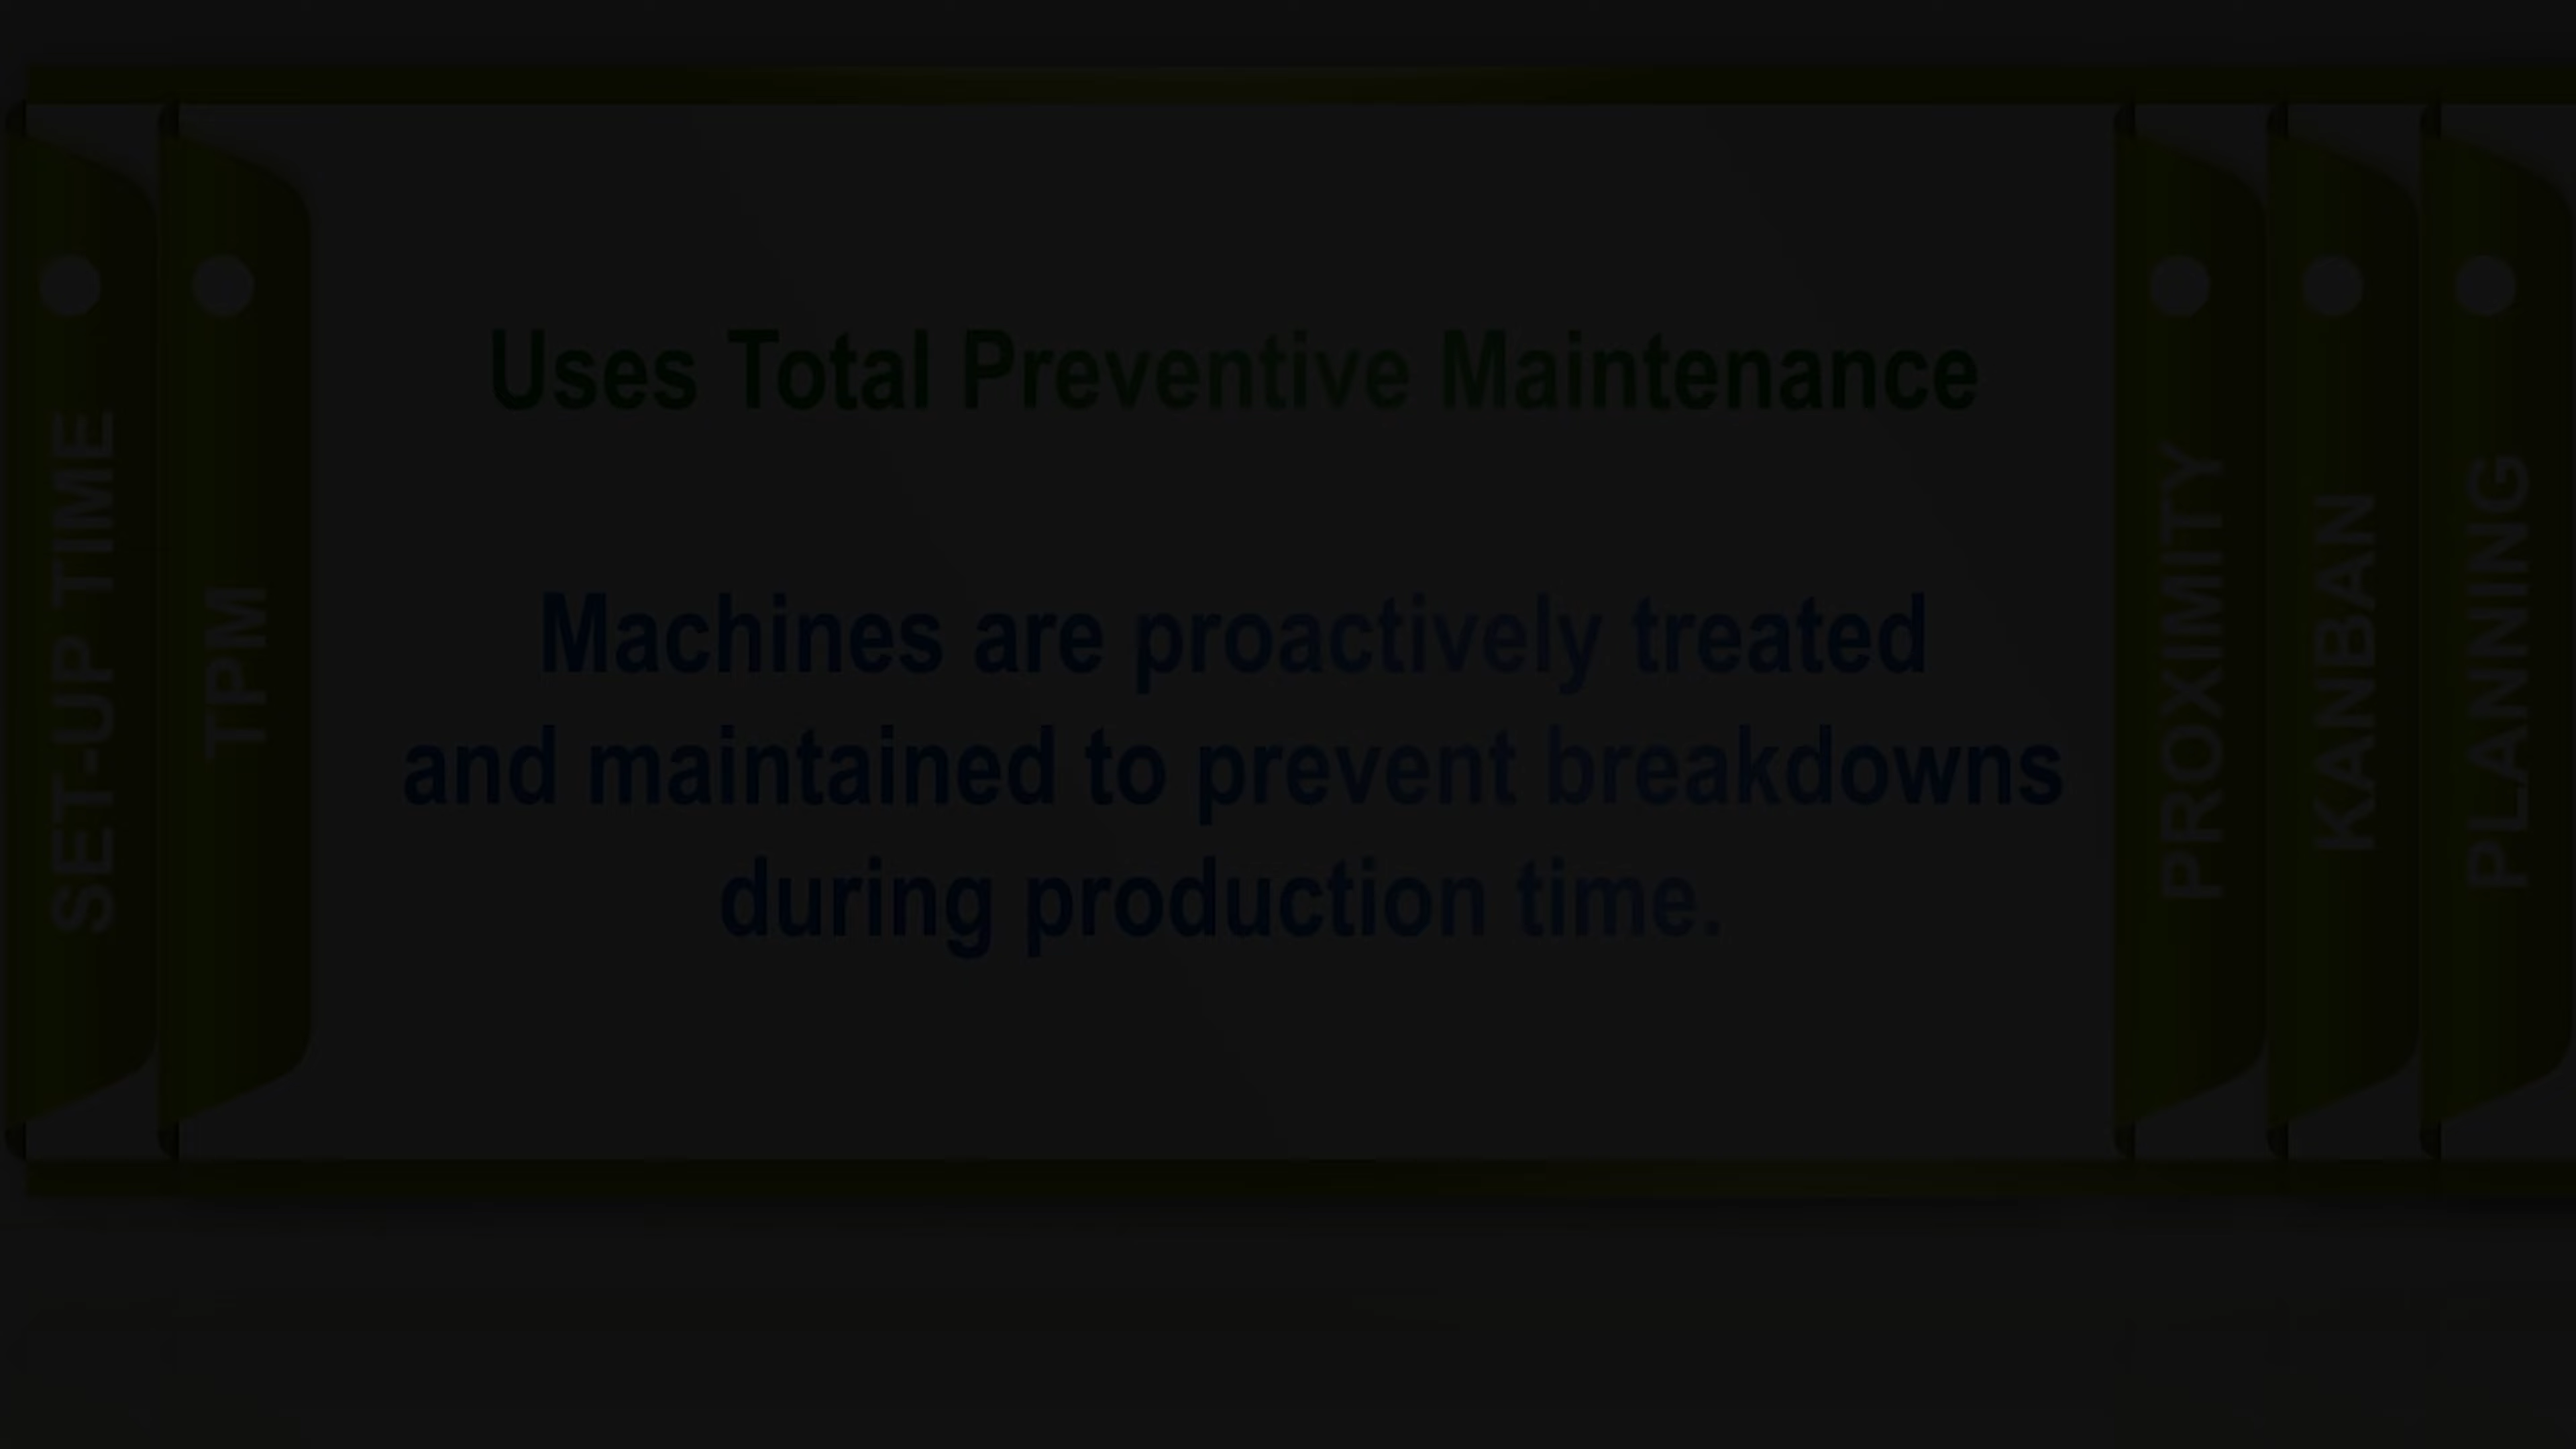 SET-UP TIME
TPM
Uses Total Preventive Maintenance
Machines are proactively treated
and maintained to prevent breakdowns
during production time.
PROXIMITY
KANBAN
PLANNING